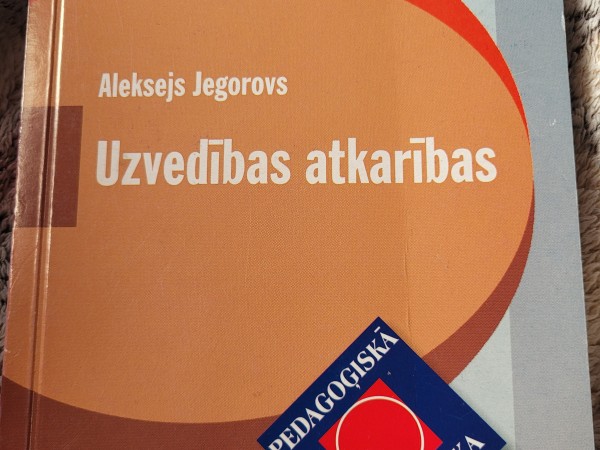 Aleksejs Jegorovs
Uzvedības atkarības
PEDAGOĢISKĀ